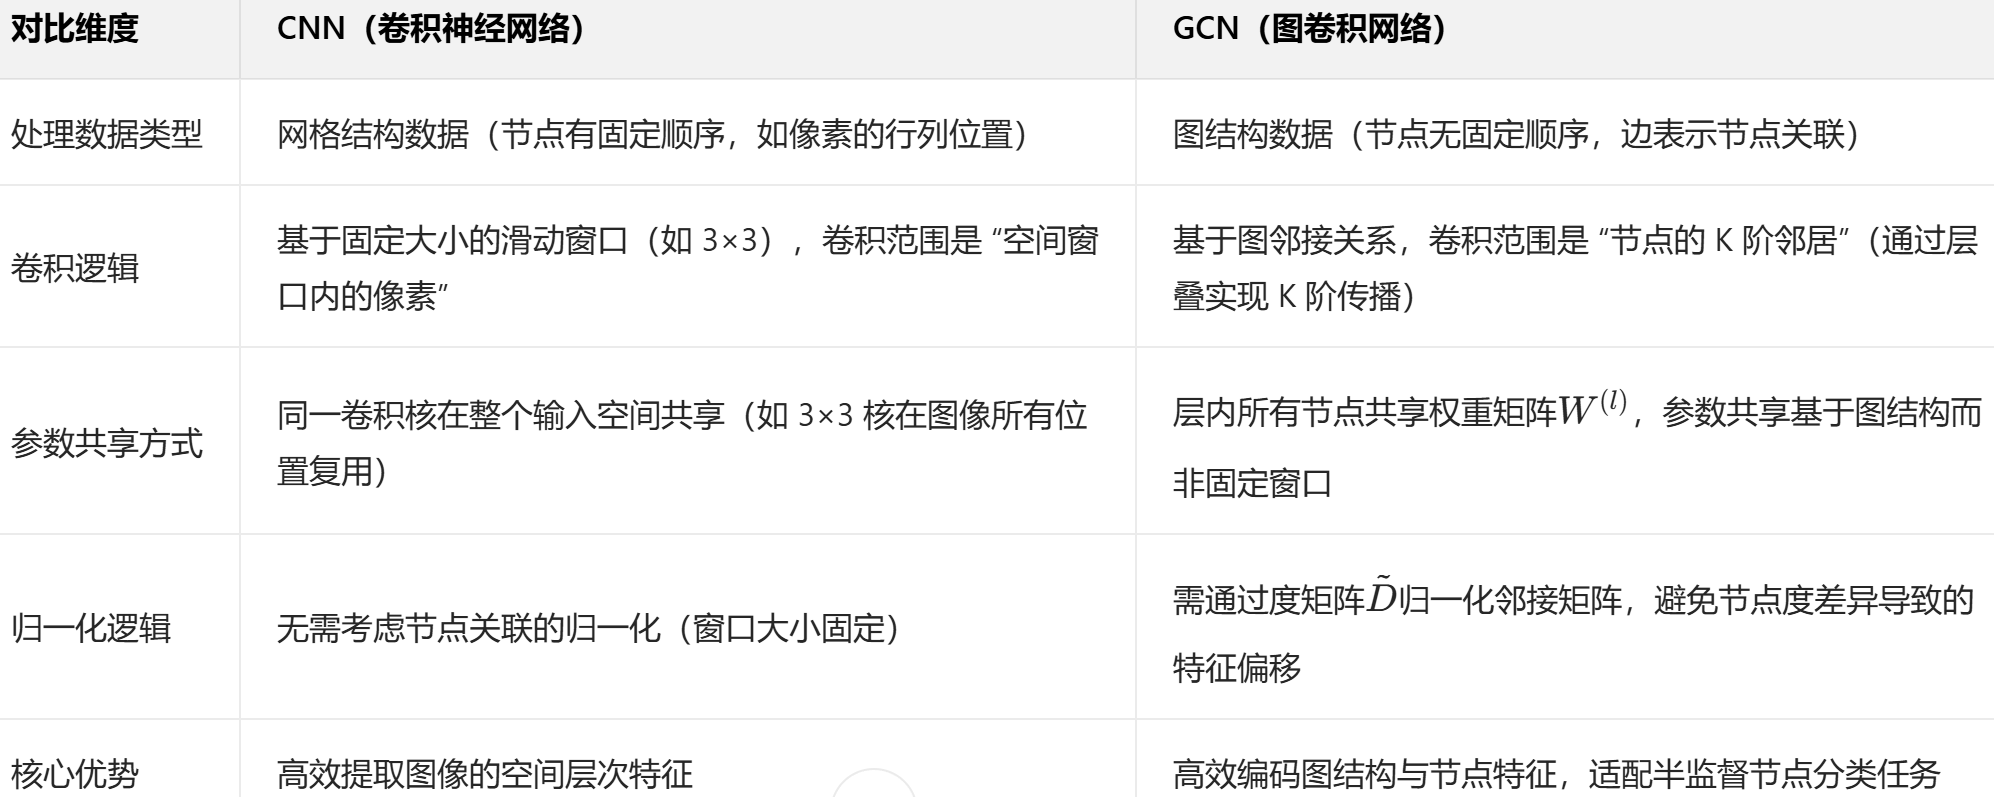 对比维度 CNN（卷积神经网络） GCN（图卷积网络）
处理数据类型 网格结构数据（节点有固定顺序，如像素的行列位置） 图结构数据（节点无固定顺序，边表示节点关联）
卷积逻辑
基于固定大小的滑动窗口（如 3×3），卷积范围是 “空间窗
口内的像素”
基于图邻接关系，卷积范围是 “节点的 K 阶邻居”（通过层
叠实现 K 阶传播）
参数共享方式
同一卷积核在整个输入空间共享（如 3×3 核在图像所有位
置复用）
层内所有节点共享权重矩阵W^{(l)}，参数共享基于图结构而
非固定窗口
归一化逻辑
无需考虑节点关联的归一化（窗口大小固定）
需通过度矩阵D̃归一化邻接矩阵，避免节点度差异导致的
特征偏移
核心优势 高效提取图像的空间层次特征 高效编码图结构与节点特征，适配半监督节点分类任务